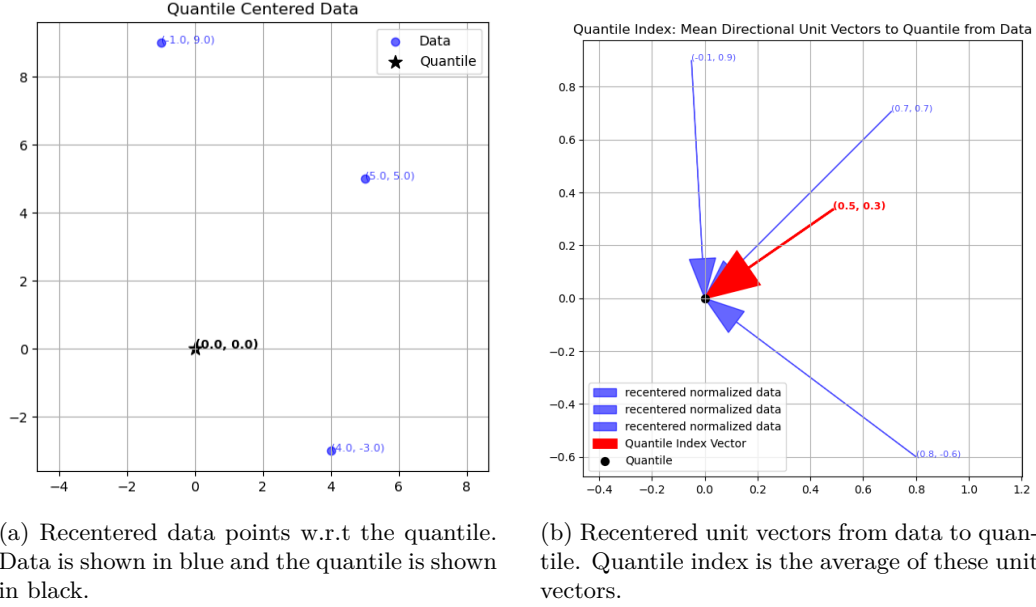 Quantile Centered Data
(-1.0, 9.0)
Data
Quantile
(5.0, 5.0)
(0.0, 0.0)
(4.0, -3.0)
8
6
4
2
0
−2
−4
−2
0
2
4
6
8
(a) Recentered data points w.r.t the quantile.
Data is shown in blue and the quantile is shown
in black.
Quantile Index: Mean Directional Unit Vectors to Quantile from Data
(-0.1, 0.9)
(0.7, 0.7)
(0.5, 0.3)
(0.8, -0.6)
0.8
0.6
0.4
0.2
0.0
−0.2
−0.4
−0.6
recentered normalized data
recentered normalized data
recentered normalized data
Quantile Index Vector
Quantile
−0.4
−0.2
0.0
0.2
0.4
0.6
0.8
1.0
1.2
(b) Recentered unit vectors from data to quan-
tile. Quantile index is the average of these unit
vectors.